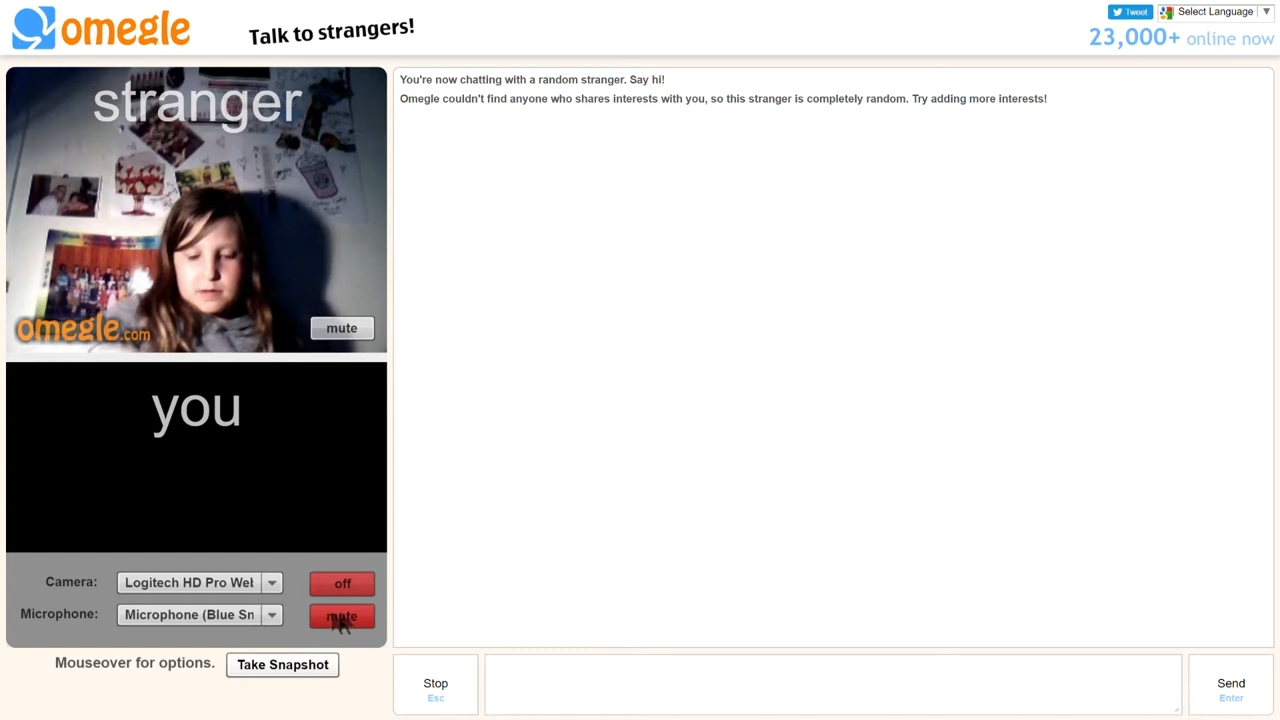 omegle
Talk to strangers!
Tweet
Select Language
23,000+ online now
stranger
omegle.com
mute
you
Camera:
Logitech HD Pro Wel
off
Microphone:
Microphone (Blue Sn
mute
Mouseover for options.
Take Snapshot
You're now chatting with a random stranger. Say hi!
Omegle couldn't find anyone who shares interests with you, so this stranger is completely random. Try adding more interests!
Stop
Esc
Send
Enter